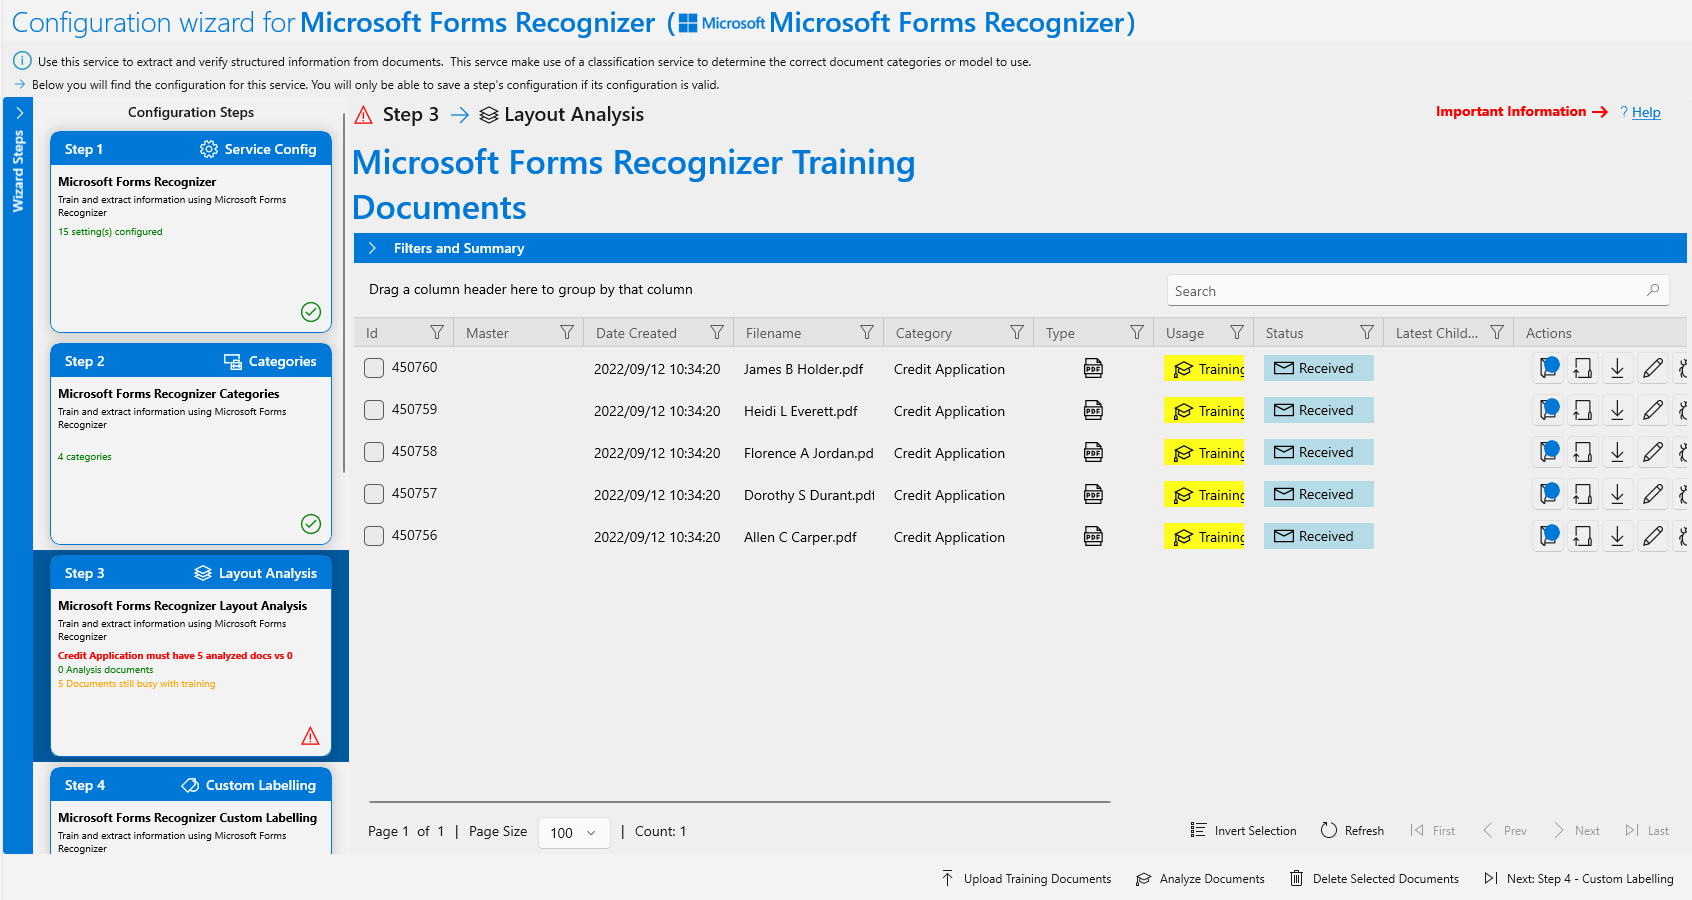 Configuration wizard for Microsoft Forms Recognizer (Microsoft Microsoft Forms Recognizer)
Use this service to extract and verify structured information from documents. This servce make use of a classification service to determine the correct document categories or model to use.
Below you will find the configuration for this service. You will only be able to save a step's configuration if its configuration is valid.
Wizard Steps
Configuration Steps
Step 1 Service Config
Microsoft Forms Recognizer
Train and extract information using Microsoft Forms
Recognizer
15 setting(s) configured
Step 2 Categories
Microsoft Forms Recognizer Categories
Train and extract information using Microsoft Forms
Recognizer
4 categories
Step 3 Layout Analysis
Microsoft Forms Recognizer Layout Analysis
Train and extract information using Microsoft Forms
Recognizer
Credit Application must have 5 analyzed docs vs 0
0 Analysis documents
5 Documents still busy with training
Step 4 Custom Labelling
Microsoft Forms Recognizer Custom Labelling
Train and extract information using Microsoft Forms
Recognizer
Step 3 → Layout Analysis
Important Information → ? Help
Microsoft Forms Recognizer Training
Documents
Filters and Summary
Drag a column header here to group by that column
Search
Id Master Date Created Filename Category Type Usage Status Latest Child... Actions
450760 2022/09/12 10:34:20 James B Holder.pdf Credit Application PDF Training Received
450759 2022/09/12 10:34:20 Heidi L Everett.pdf Credit Application PDF Training Received
450758 2022/09/12 10:34:20 Florence A Jordan.pd Credit Application PDF Training Received
450757 2022/09/12 10:34:20 Dorothy S Durant.pdf Credit Application PDF Training Received
450756 2022/09/12 10:34:20 Allen C Carper.pdf Credit Application PDF Training Received
Page 1 of 1 | Page Size 100 | Count: 1
Invert Selection Refresh First Prev Next Last
Upload Training Documents Analyze Documents Delete Selected Documents Next: Step 4 - Custom Labelling